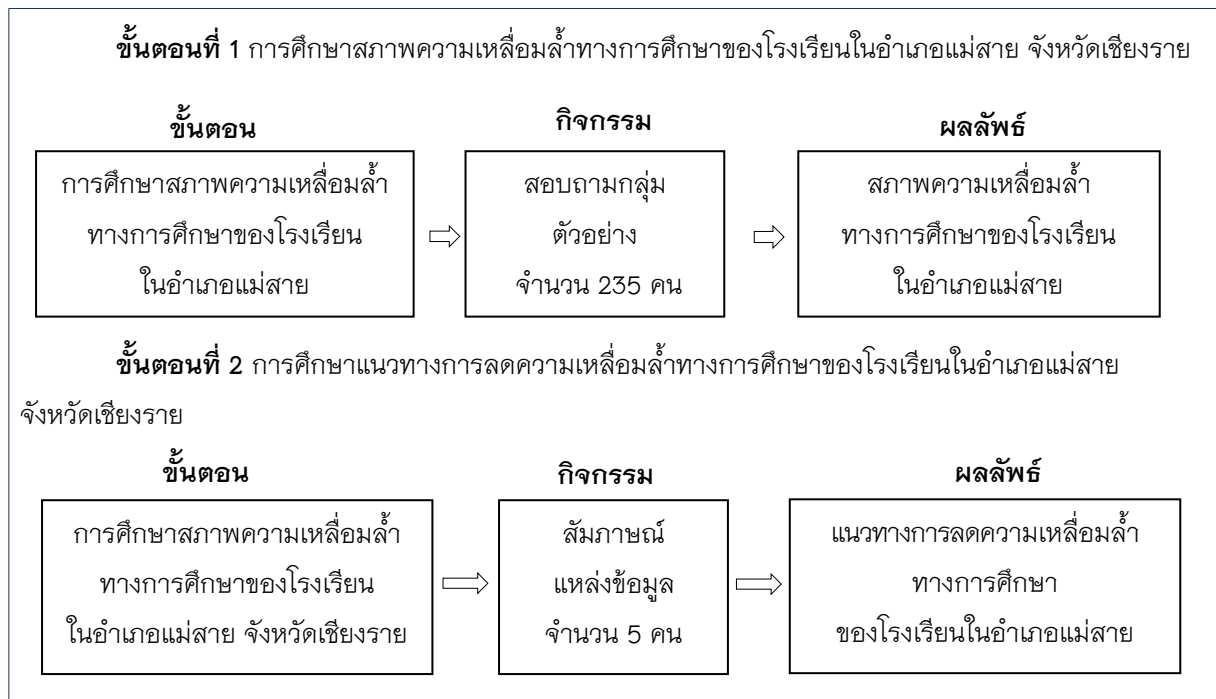 ขั้นตอนที่ 1 การศึกษาสภาพความเหลื่อมล้ำทางการศึกษาของโรงเรียนในอำเภอแม่สาย จังหวัดเชียงราย
ขั้นตอน
การศึกษาสภาพความเหลื่อมล้ำ
ทางการศึกษาของโรงเรียน
ในอำเภอแม่สาย
กิจกรรม
สอบถามกลุ่ม
ตัวอย่าง
จำนวน 235 คน
ผลลัพธ์
สภาพความเหลื่อมล้ำ
ทางการศึกษาของโรงเรียน
ในอำเภอแม่สาย
ขั้นตอนที่ 2 การศึกษาแนวทางการลดความเหลื่อมล้ำทางการศึกษาของโรงเรียนในอำเภอแม่สาย
จังหวัดเชียงราย
ขั้นตอน
การศึกษาสภาพความเหลื่อมล้ำ
ทางการศึกษาของโรงเรียน
ในอำเภอแม่สาย จังหวัดเชียงราย
กิจกรรม
สัมภาษณ์
แหล่งข้อมูล
จำนวน 5 คน
ผลลัพธ์
แนวทางการลดความเหลื่อมล้ำ
ทางการศึกษา
ของโรงเรียนในอำเภอแม่สาย